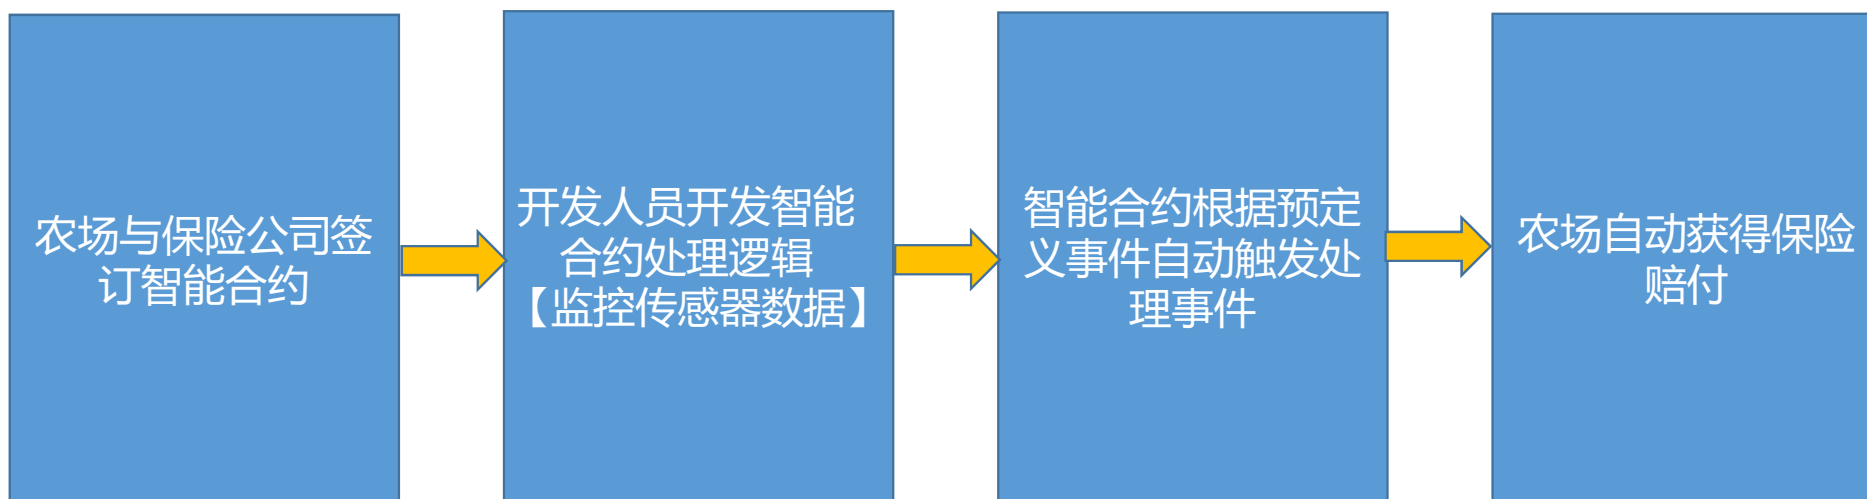 农场与保险公司签
订智能合约
开发人员开发智能
合约处理逻辑
【监控传感器数据】
智能合约根据预定
义事件自动触发处
理事件
农场自动获得保险
赔付